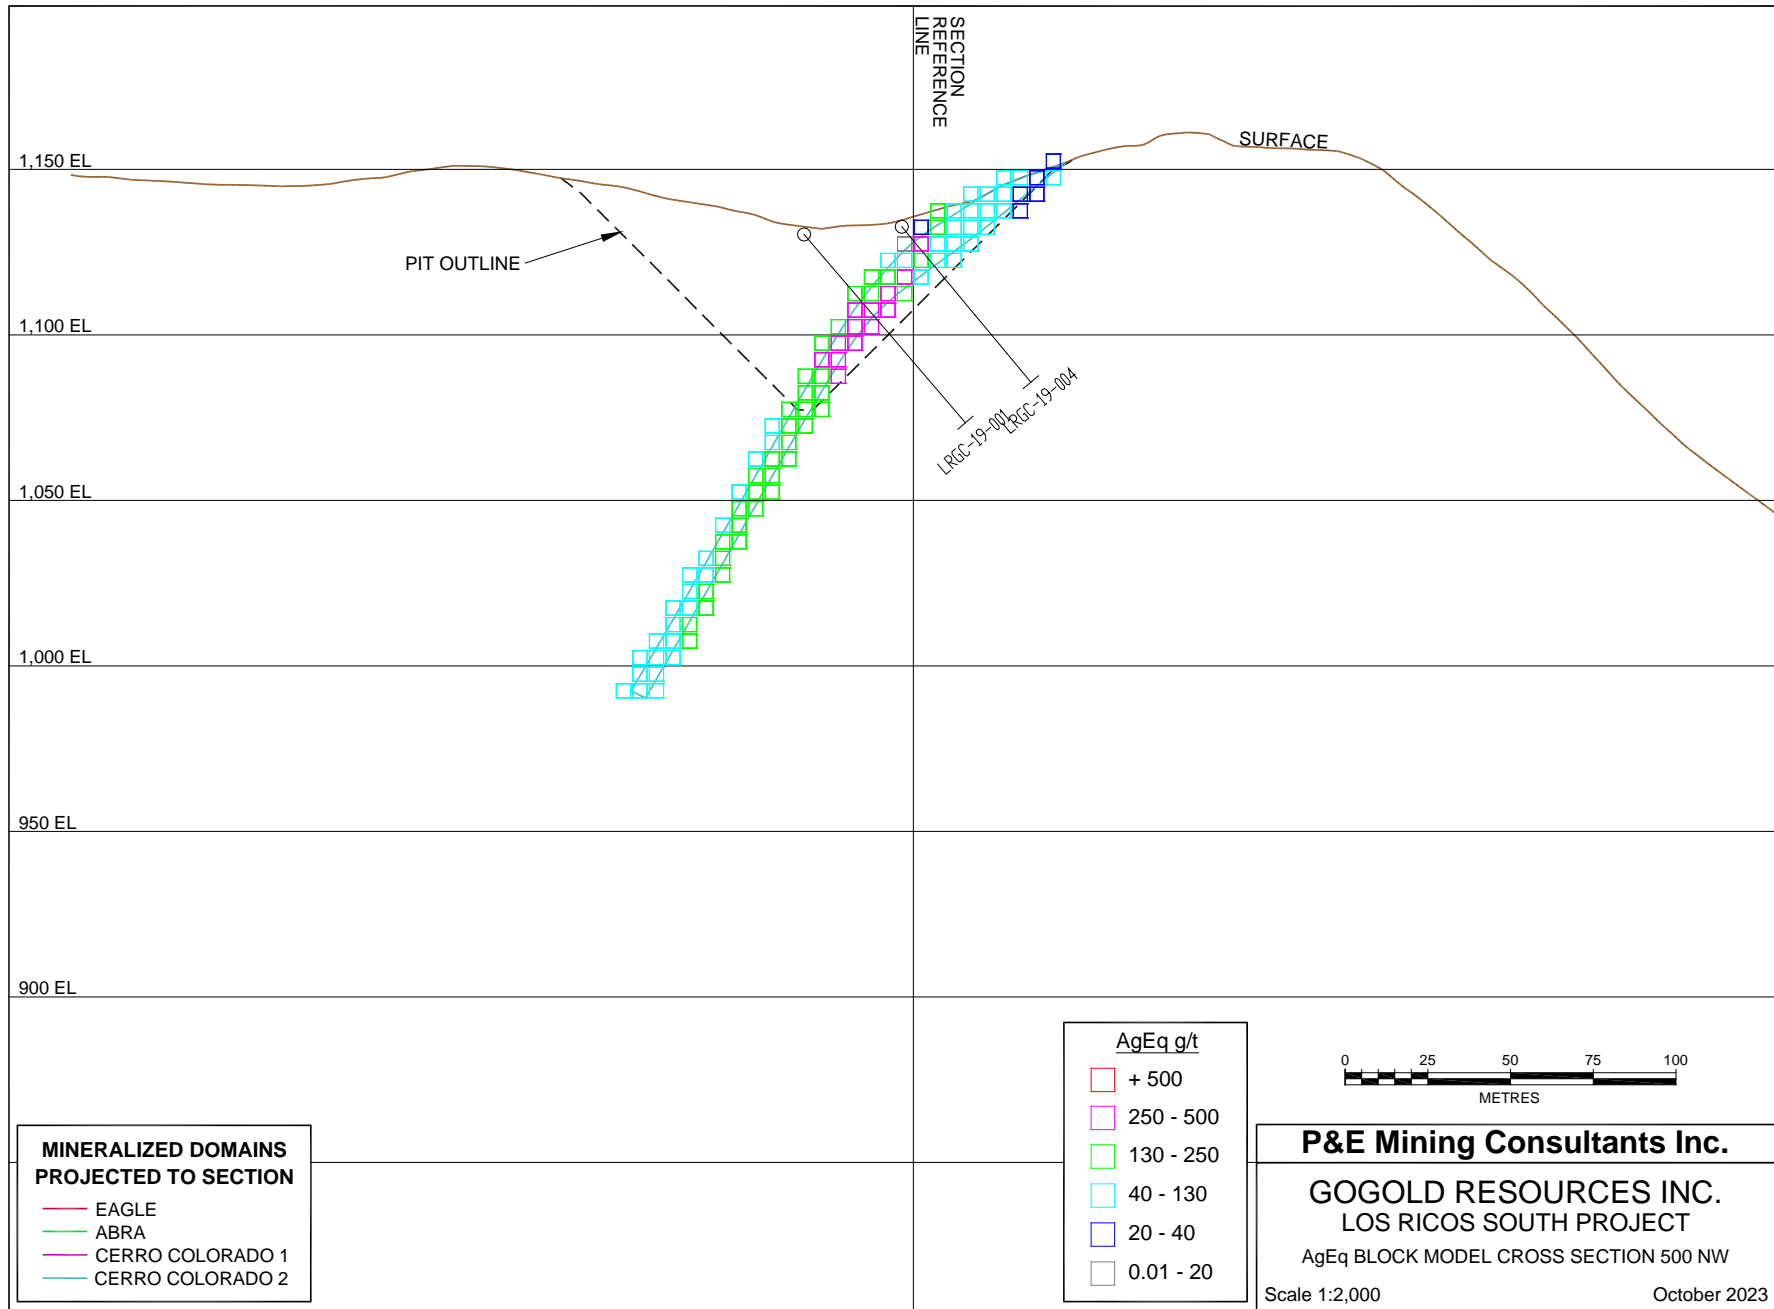 SECTION
REFERENCE
LINE
SURFACE
1,150 EL
PIT OUTLINE
1,100 EL
LRGC-19-001
LRGC-19-004
1,050 EL
1,000 EL
950 EL
900 EL
AgEq g/t
+ 500
250 - 500
130 - 250
40 - 130
20 - 40
0.01 - 20
0 25 50 75 100
METRES
MINERALIZED DOMAINS
PROJECTED TO SECTION
EAGLE
ABRA
CERRO COLORADO 1
CERRO COLORADO 2
P&E Mining Consultants Inc.
GOGOLD RESOURCES INC.
LOS RICOS SOUTH PROJECT
AgEq BLOCK MODEL CROSS SECTION 500 NW
Scale 1:2,000 October 2023